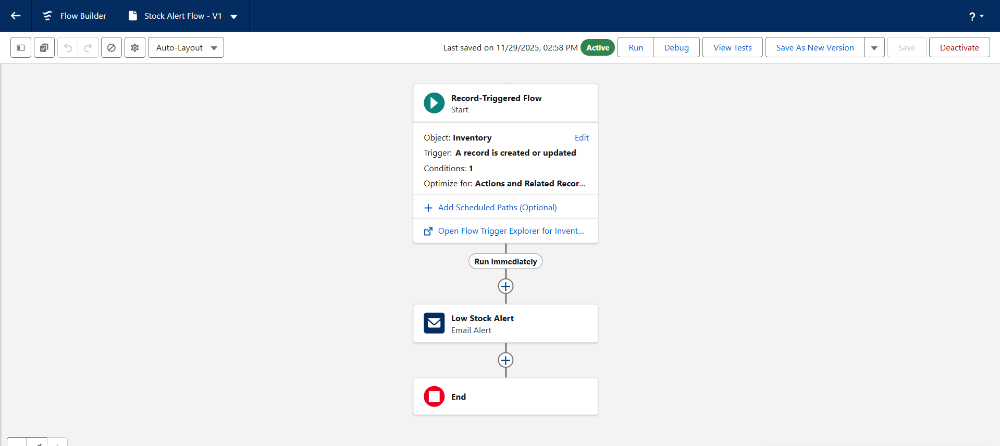 Flow Builder
Stock Alert Flow - V1
?
Auto-Layout
Last saved on 11/29/2025, 02:58 PM
Active
Run
Debug
View Tests
Save As New Version
Save
Deactivate
Record-Triggered Flow
Start
Object: Inventory
Edit
Trigger: A record is created or updated
Conditions: 1
Optimize for: Actions and Related Recor...
Add Scheduled Paths (Optional)
Open Flow Trigger Explorer for Invent...
Run Immediately
Low Stock Alert
Email Alert
End